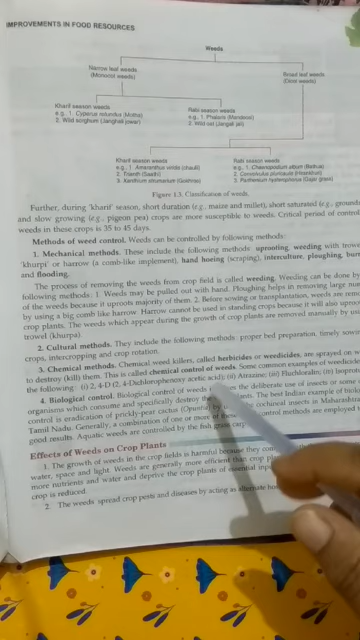 IMPROVEMENTS IN FOOD RESOURCES
Weeds
Narrow leaf weeds
(Monocot weeds)
Broad leaf weeds
(Dicot weeds)
Kharif season weeds
e.g., 1. Cyperus rotundus (Motha)
2. Wild sorghum (Janghali jowar)
Rabi season weeds
e.g., 1. Phalaris (Mandusi)
2. Wild oat (Jangali jai)
Kharif season weeds
e.g., 1. Amaranthus viridis (chauli)
2. Trianth (Saathi)
3. Xanthium strumarium (Gokhroo)
Rabi season weeds
e.g., 1. Chaenopodium album (Bathua)
2. Convolvulus
3. Parthenium hysterophorus (Gajar grass)
Figure 1.3. Classification of weeds.
Further, during 'kharif' season, short duration (e.g., maize and millet), short saturated (e.g.,
and slow growing (e.g., pigeon pea) crops are more susceptible to weeds. Critical period of
weeds in these crops is 35 to 45 days.
Methods of weed control. Weeds can be controlled by following methods:
1. Mechanical methods. These include the following methods: uprooting, weeding with
'khurpi' or harrow (a comb-like implement), hand hoeing (scraping), interculture, ploughing,
and flooding.
The process of removing the weeds from crop field is called weeding. Weeding can be done by
following methods: 1. Weeds may be pulled out with hand. Ploughing helps in removing large
of the weeds because it uproots majority of them. 2. Before sowing or transplantation, weeds are
by using a big comb like harrow. Harrow cannot be used in standing crops because it will also
crop plants. The weeds which appear during the growth of crop plants are removed manually by
trowel (khurpa)
2. Cultural methods. They include the following methods: proper bed preparation, timely
crops, intercropping and crop rotation.
3. Chemical methods. Chemical weed killers, called herbicides or weedicides, are sprayed on
to destroy (kill) them. This is called chemical control of weeds. Some common examples of
the following : (i) 2, 4-D (2, 4-Dichlorophenoxy acetic acid); (ii) Atrazine; (iii) Fluchloralin; (iv)
4. Biological control. Biological control of weeds the deliberate use of insects or some
organisms which consume and specifically destroy the plants. The best Indian example of
control is eradication of prickly-pear cactus (Opuntia) by cochineal insects in Maharashtra
Tamil Nadu. Generally, a combination of one or more of control methods are employed
good results. Aquatic weeds are controlled by the fish grass
Effects of Weeds on Crop Plants
1. The growth of weeds in the crop fields is harmful because they
water, space and light. Weeds are generally more efficient than crop
more nutrients and water and deprive the crop plants of essential
crop is reduced.
2. The weeds spread crop pests and diseases by acting as alternate